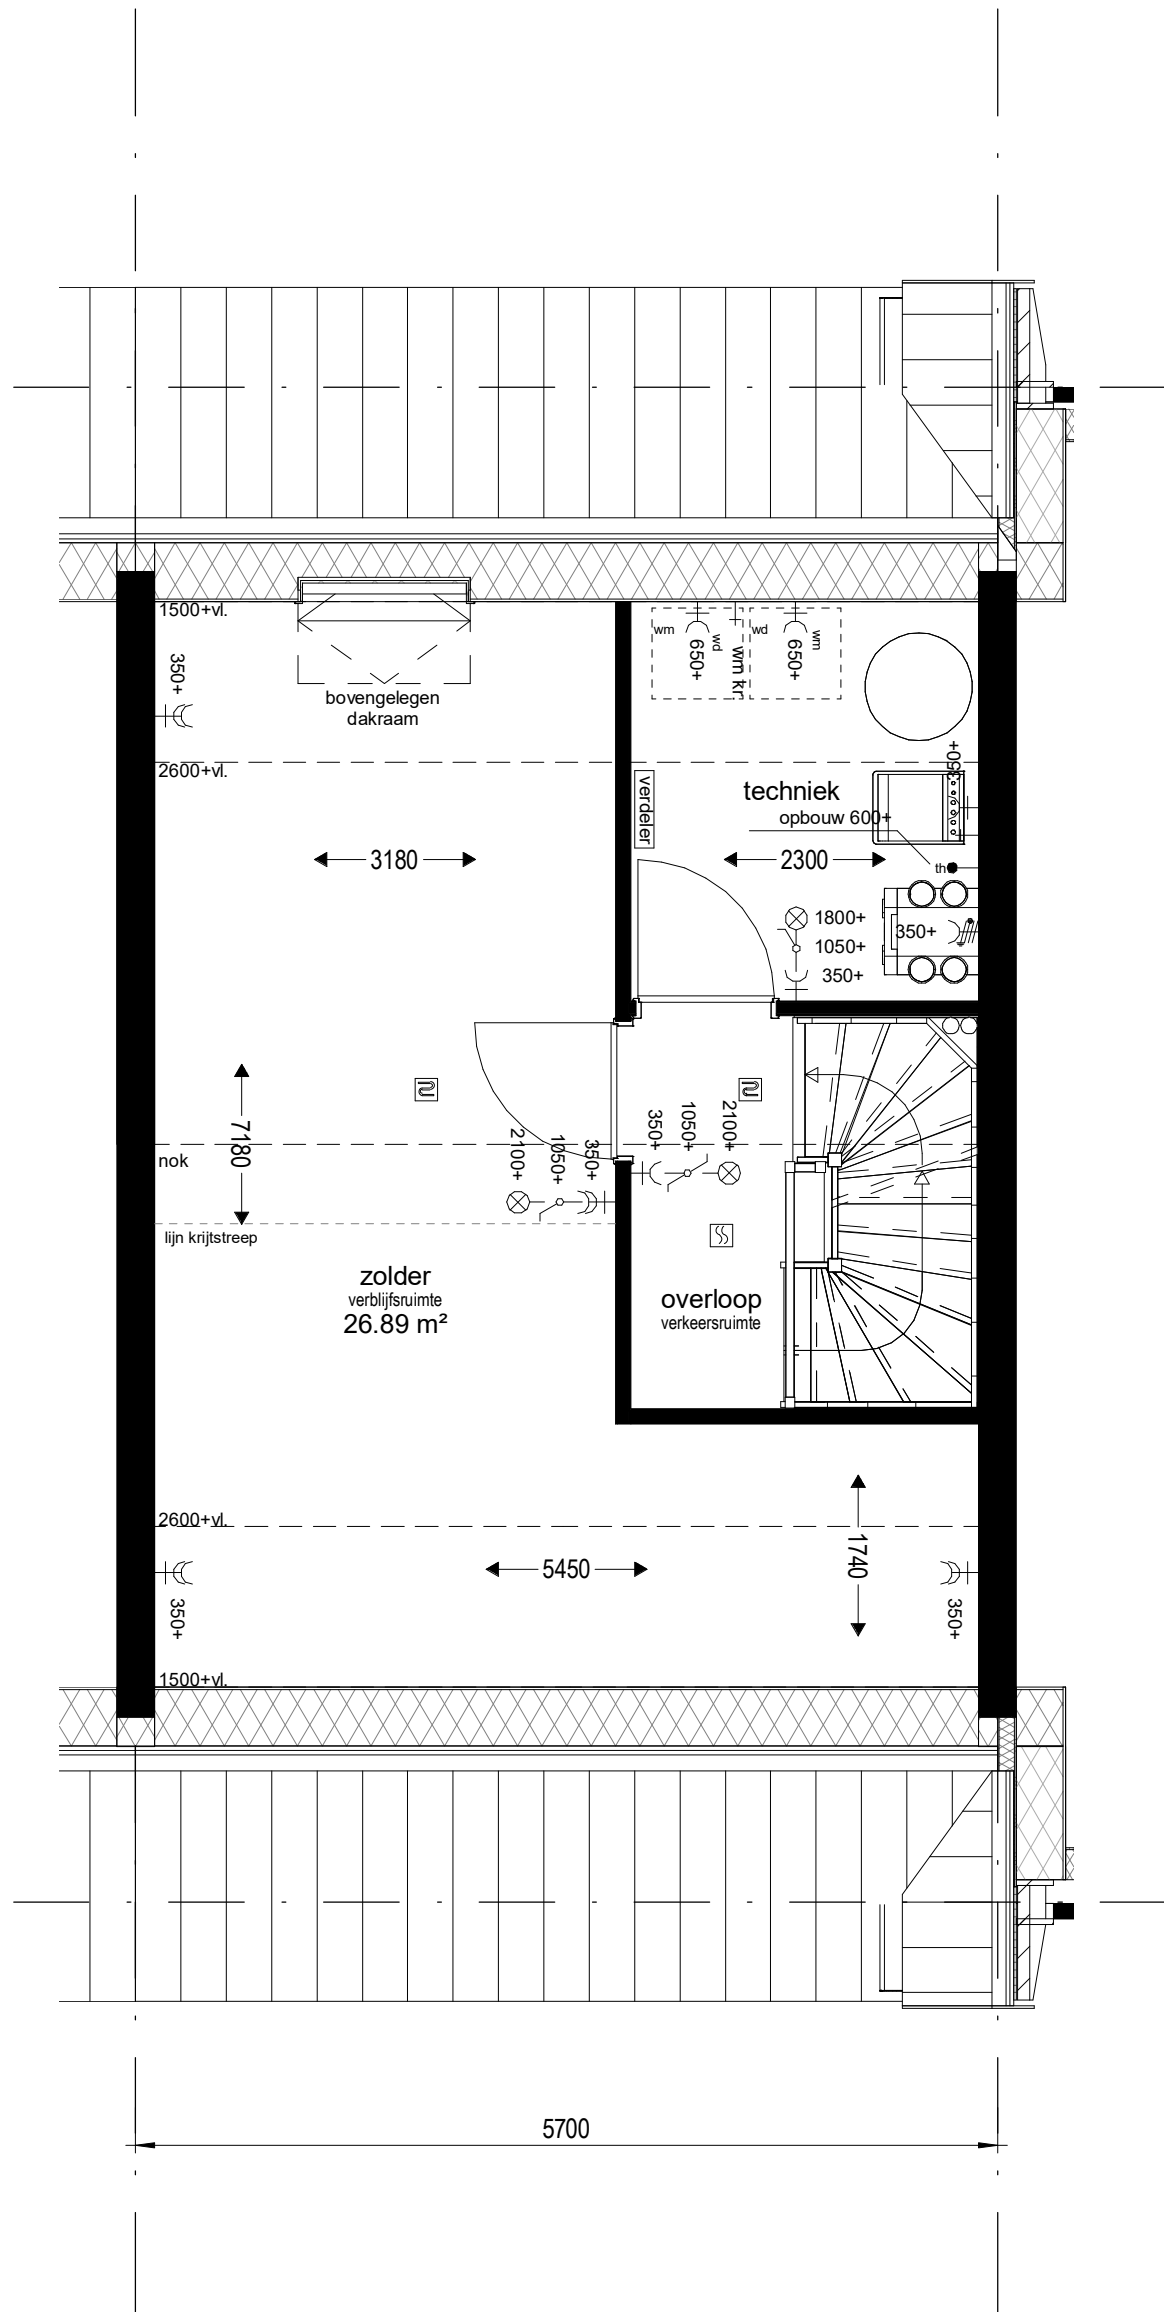 1500+vl.
350+
bovengelegen
dakraam
2600+vl.
3180
wm
wd
650+
wm kr.
wd
wm
650+
verdeler
techniek
opbouw 600+
350+
2300
th
1800+
1050+
350+
350+
7180
nok
lijn krijtstreep
2100+
1050+
350+
350+
1050+
2100+
zolder
verblijfsruimte
26.89 m²
overloop
verkeersruimte
2600+vl.
5450
1740
350+
350+
1500+vl.
5700